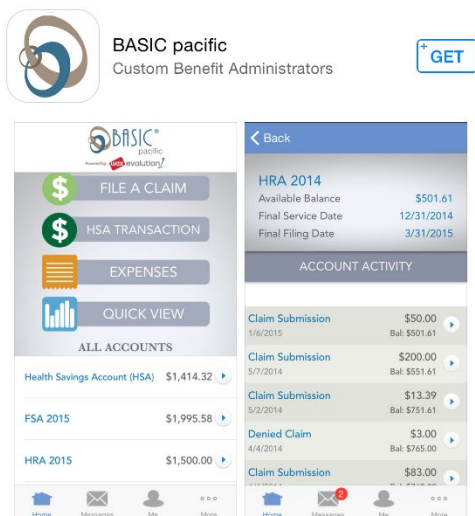 BASIC pacific
Custom Benefit Administrators
+ GET
BASIC®
pacific
Powered by wex evolution1
FILE A CLAIM
HSA TRANSACTION
EXPENSES
QUICK VIEW
ALL ACCOUNTS
Health Savings Account (HSA) $1,414.32
FSA 2015 $1,995.58
HRA 2015 $1,500.00
Home Messages Me More
Back
HRA 2014
Available Balance $501.61
Final Service Date 12/31/2014
Final Filing Date 3/31/2015
ACCOUNT ACTIVITY
Claim Submission $50.00
1/6/2015 Bal: $501.61
Claim Submission $200.00
5/7/2014 Bal: $551.61
Claim Submission $13.39
5/2/2014 Bal: $751.61
Denied Claim $3.00
4/4/2014 Bal: $765.00
Claim Submission $83.00
2
Home Messages Me More